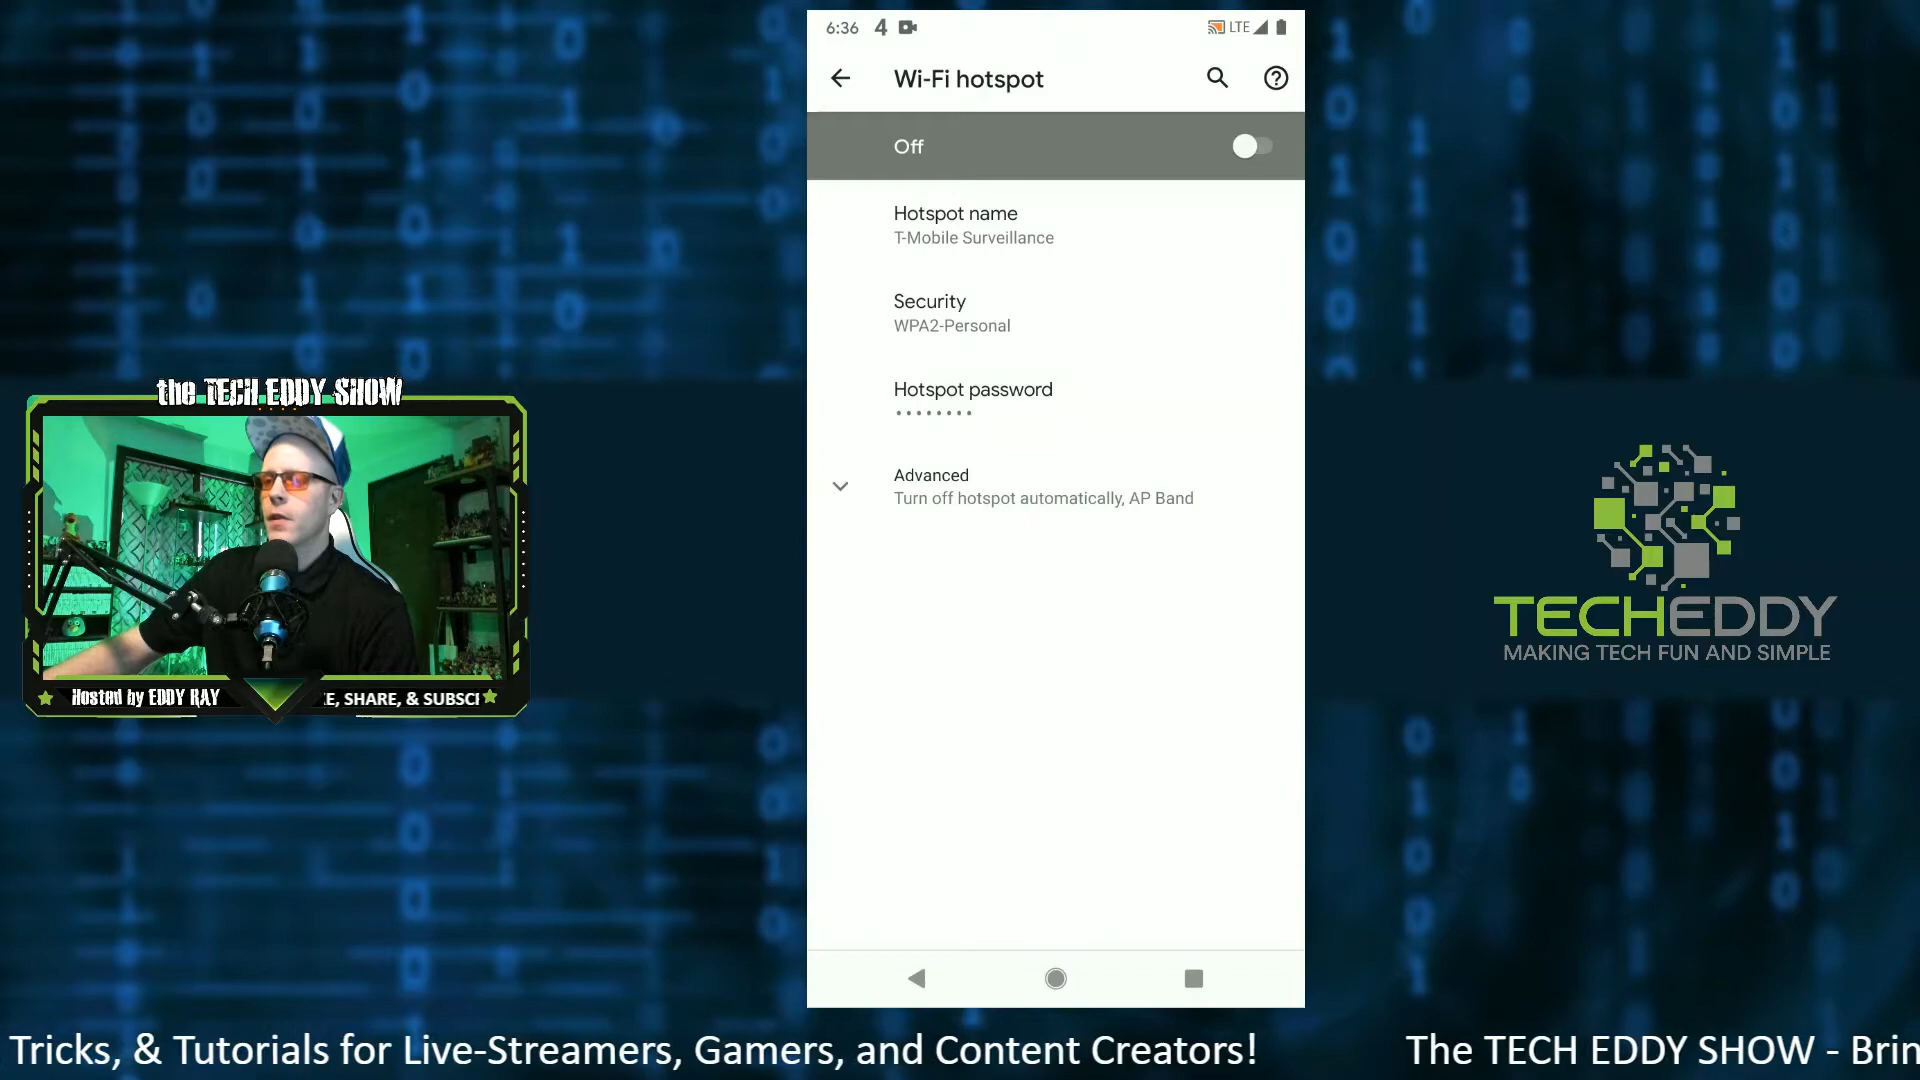 6:36 4
LTE
Wi-Fi hotspot
Off
Hotspot name
T-Mobile Surveillance
Security
WPA2-Personal
Hotspot password
••••••••
Advanced
Turn off hotspot automatically, AP Band
the TECH EDDY SHOW
Hosted by EDDY RAY
E, SHARE, & SUBSC
TECHEDDY
MAKING TECH FUN AND SIMPLE
Tricks, & Tutorials for Live-Streamers, Gamers, and Content Creators! The TECH EDDY SHOW - Brin